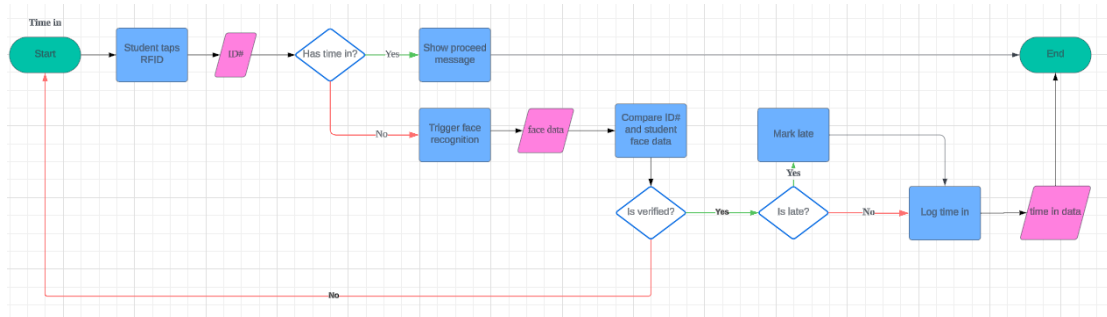 Time in
Start
Student taps
RFID
ID#
Has time in?
Yes
Show proceed
message
End
No
Trigger face
recognition
face data
Compare ID#
and student
face data
Mark late
Yes
Is verified?
Yes
Is late?
No
Log time in
time in data
No